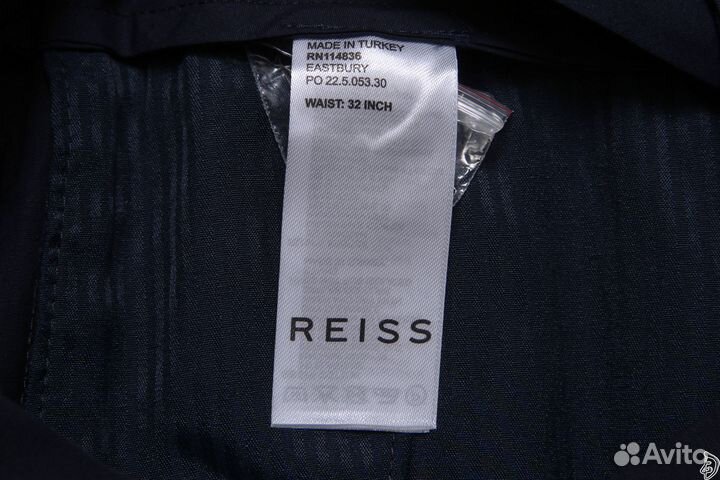 MADE IN TURKEY
RN114836
EASTBURY
PO 22.5.053.30
WAIST: 32 INCH
REISS
Avito